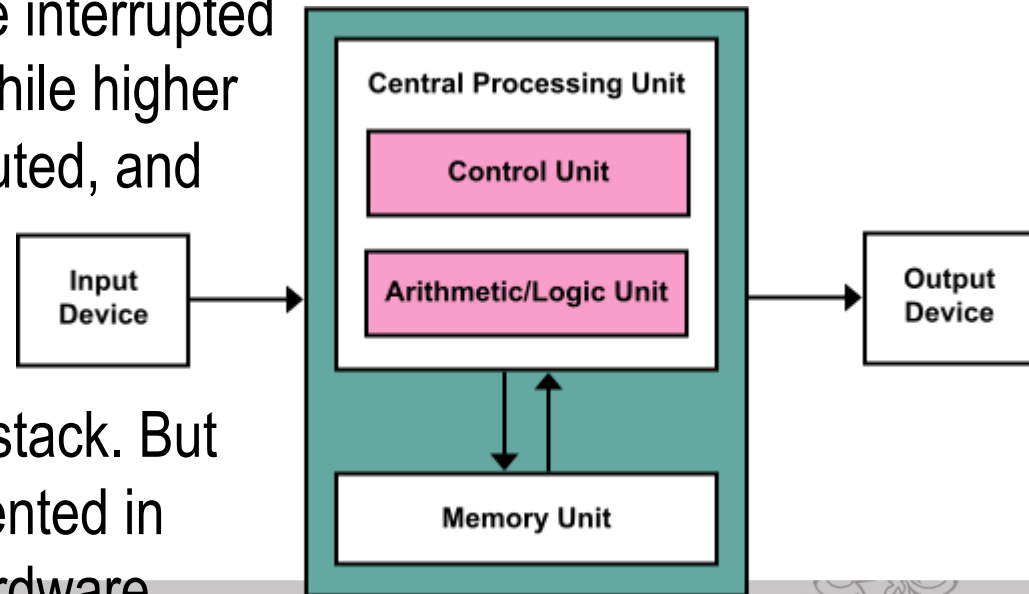 interrupted
hile higher
uted, and
stack. But
ented in
rdware
Central Processing Unit
Control Unit
Arithmetic/Logic Unit
Memory Unit
Input
Device
Output
Device